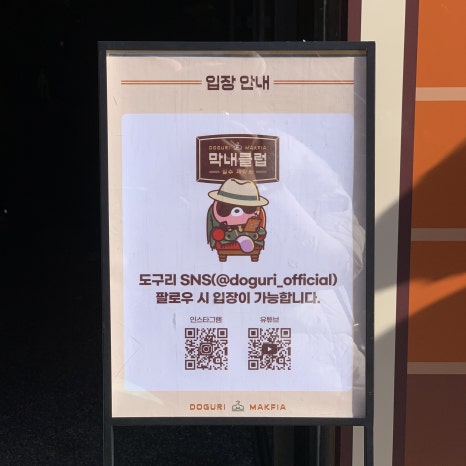 입장 안내
DOGURI MAKFIA
막내클럽
도구리 SNS(@doguri_official)
팔로우 시 입장이 가능합니다.
인스타그램 유튜브
DOGURI MAKFIA